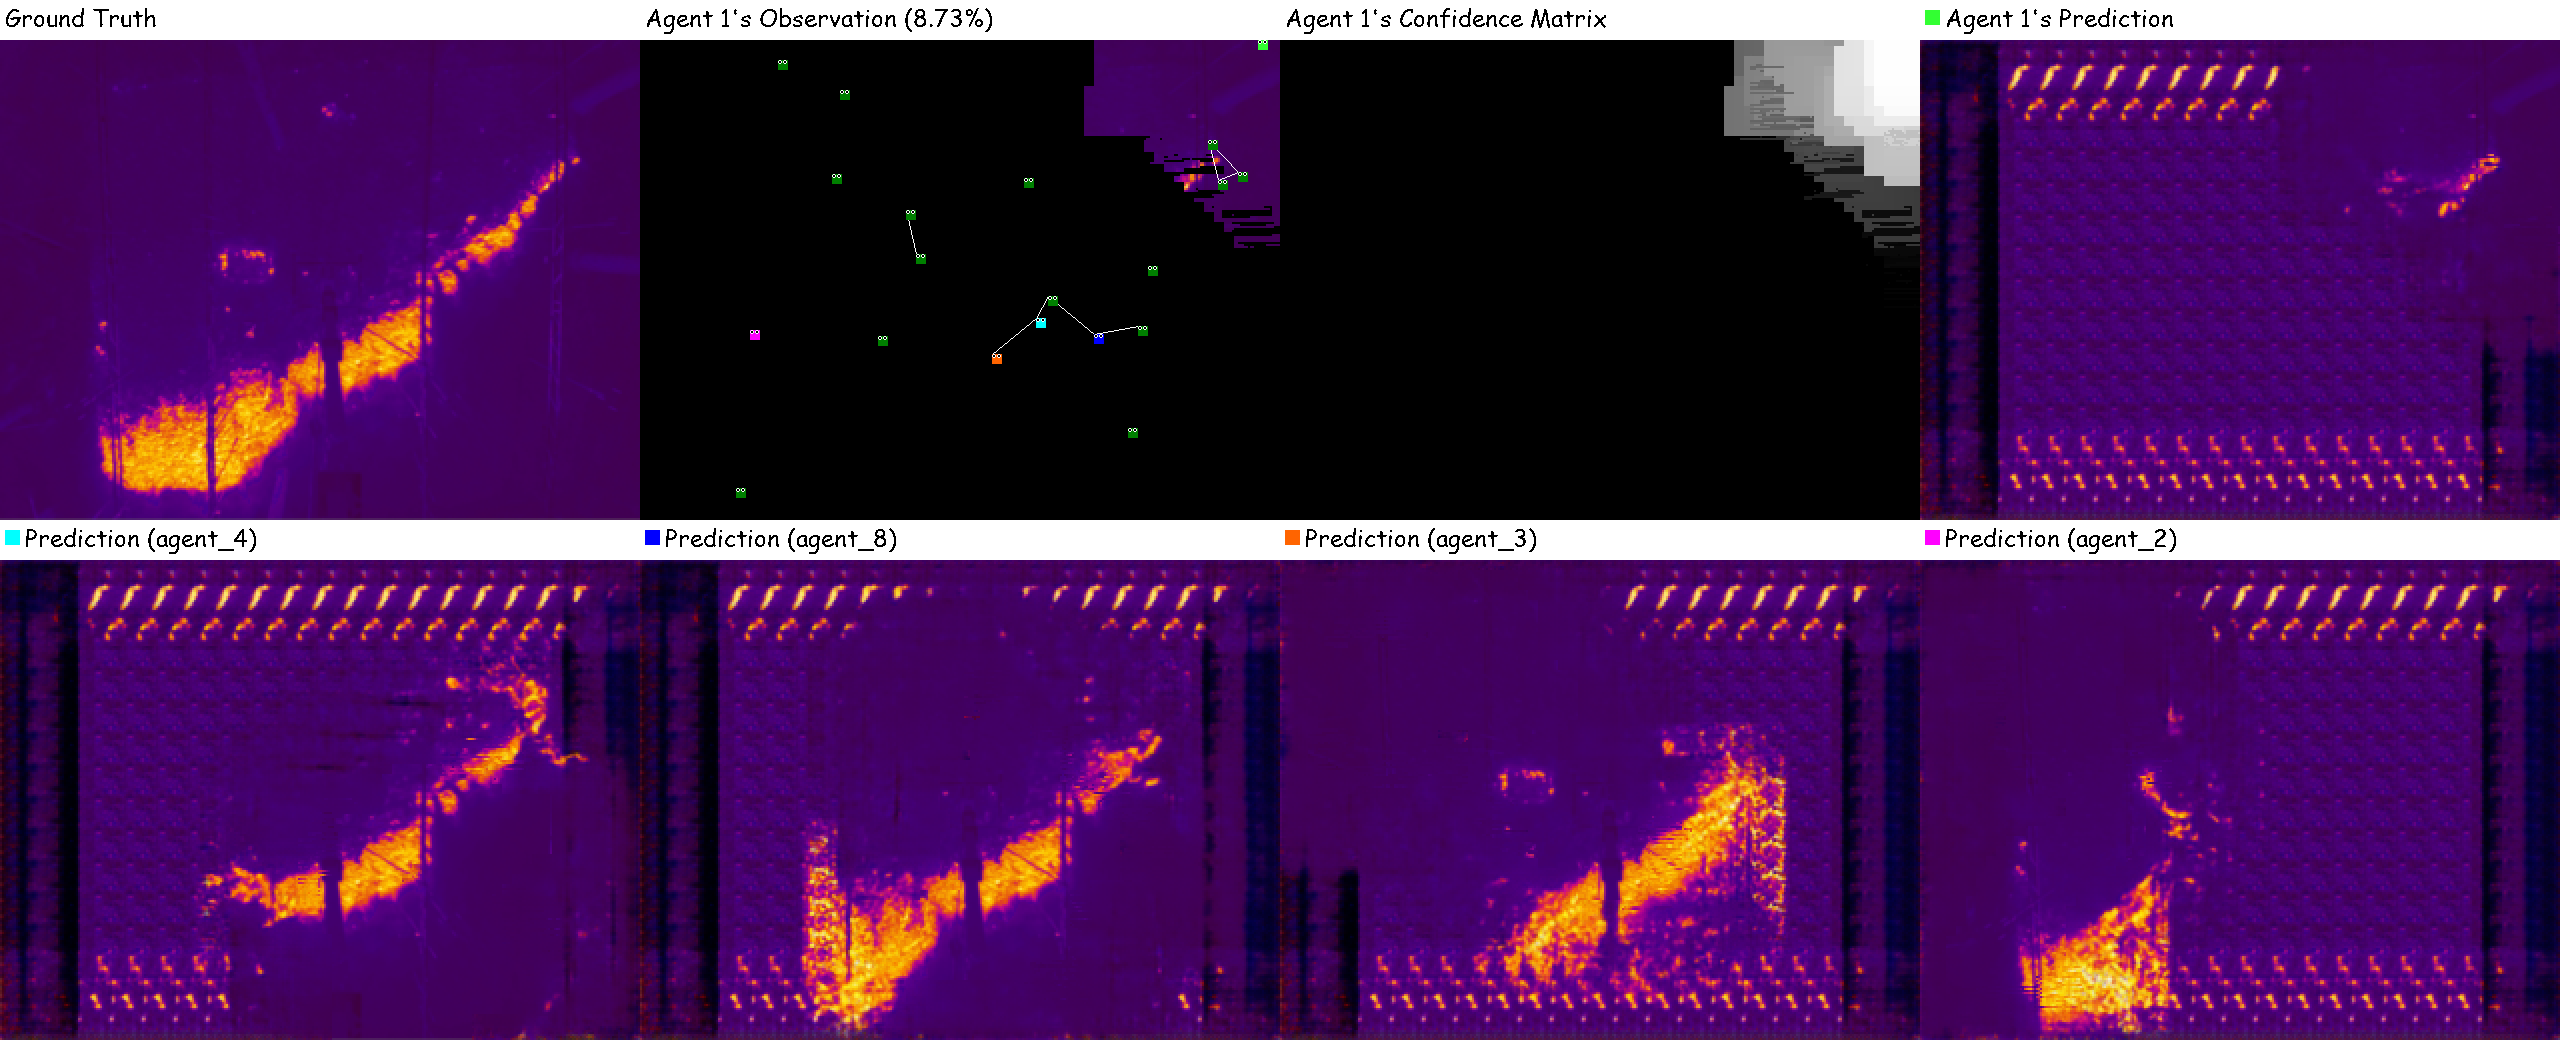 Ground Truth
Agent 1's Observation (8.73%)
Agent 1's Confidence Matrix
Agent 1's Prediction
Prediction (agent_4)
Prediction (agent_8)
Prediction (agent_3)
Prediction (agent_2)